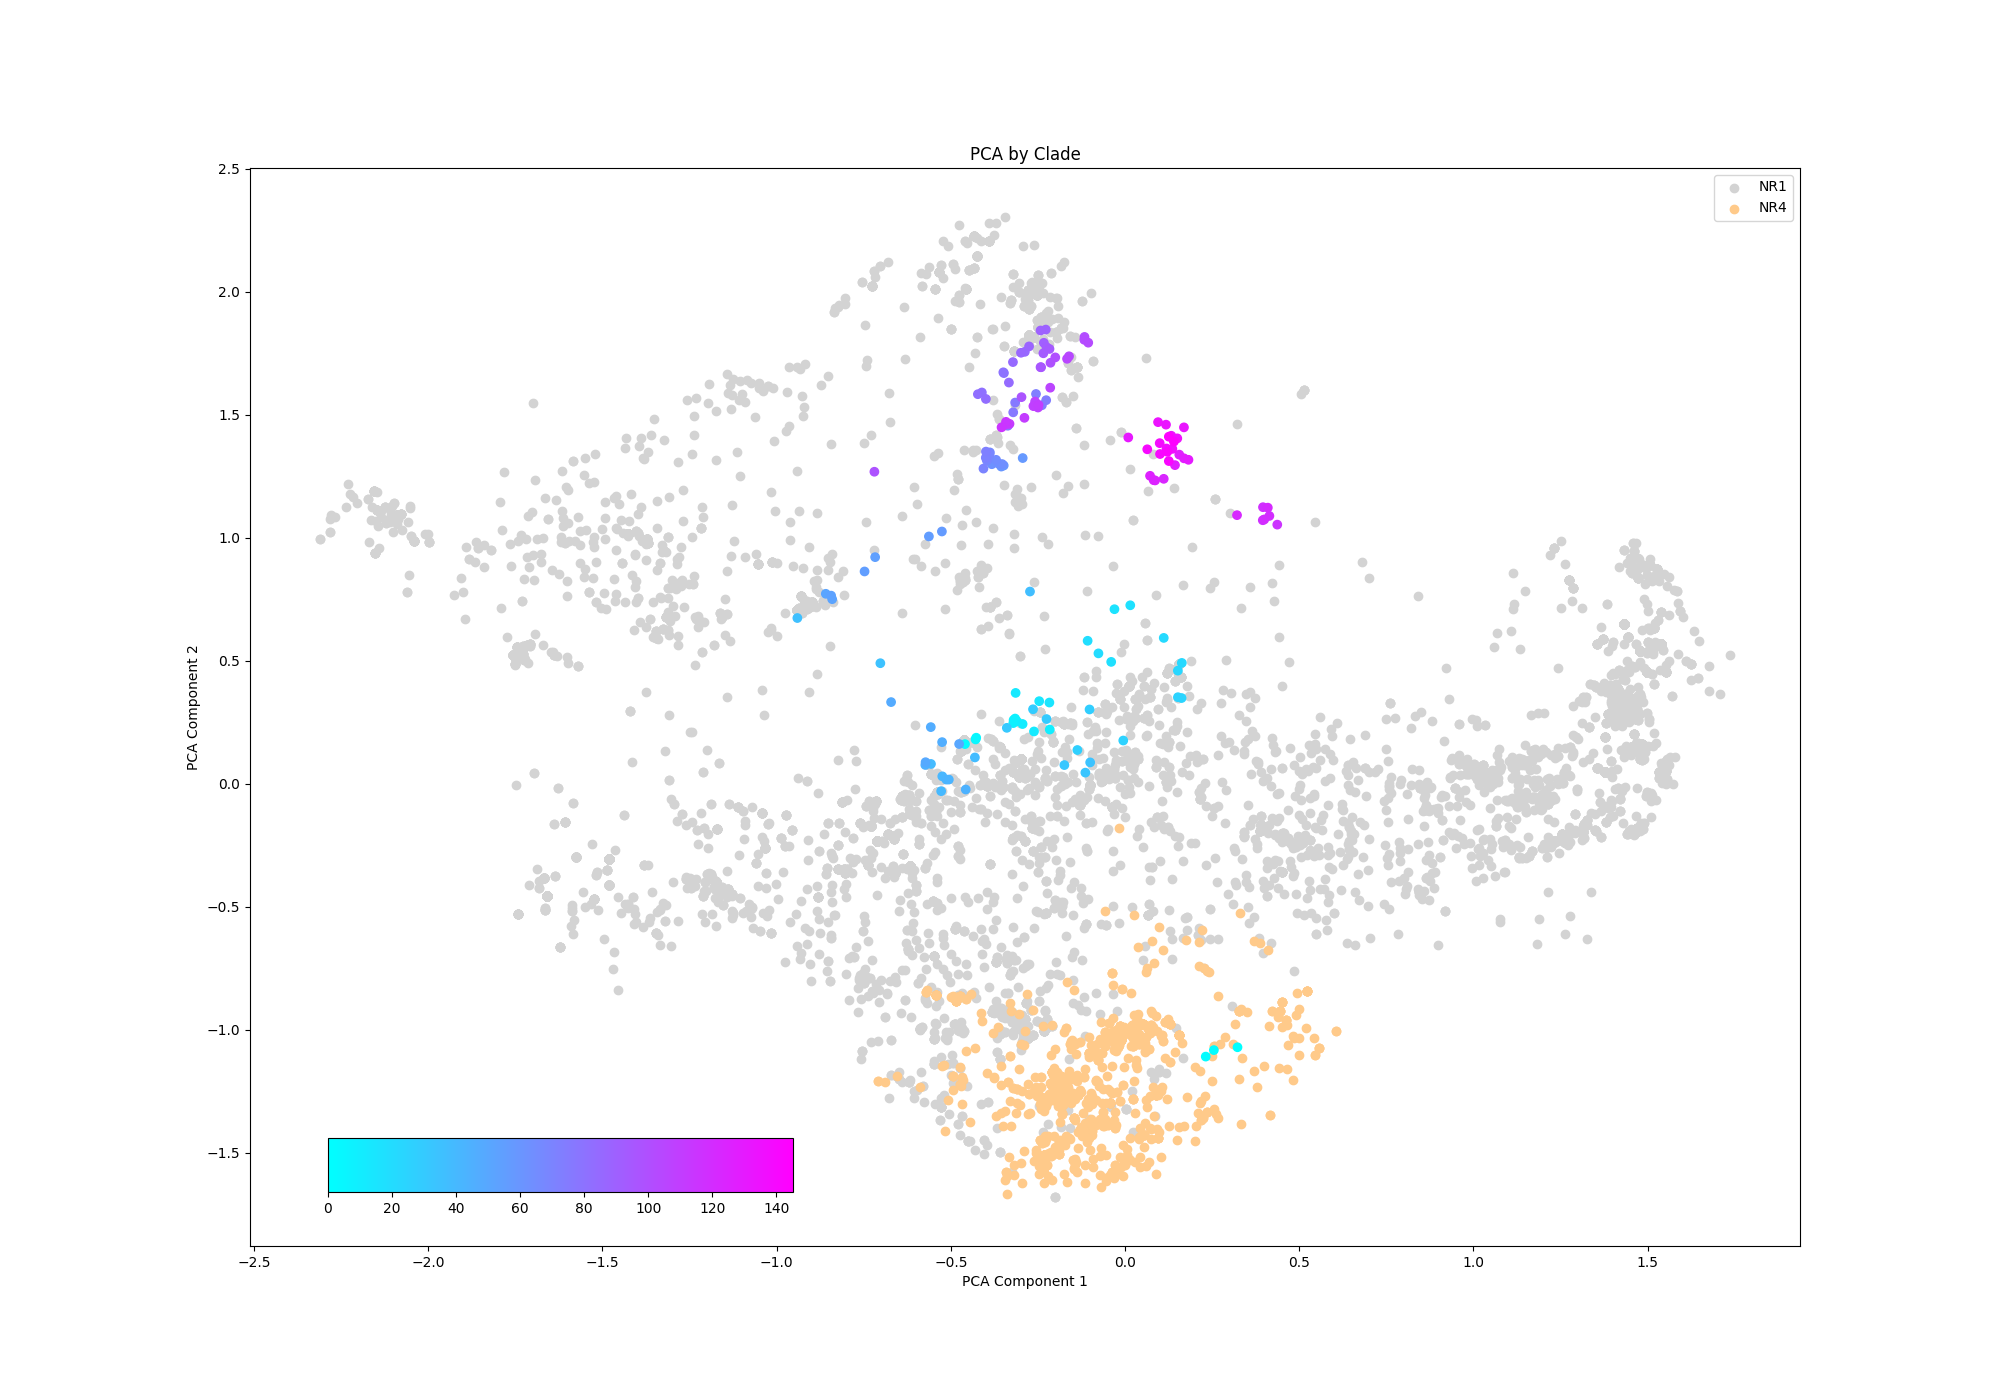 PCA by Clade
NR1
NR4
2.5
2.0
1.5
1.0
0.5
0.0
−0.5
−1.0
−1.5
PCA Component 2
0 20 40 60 80 100 120 140
−2.5 −2.0 −1.5 −1.0 −0.5 0.0 0.5 1.0 1.5
PCA Component 1